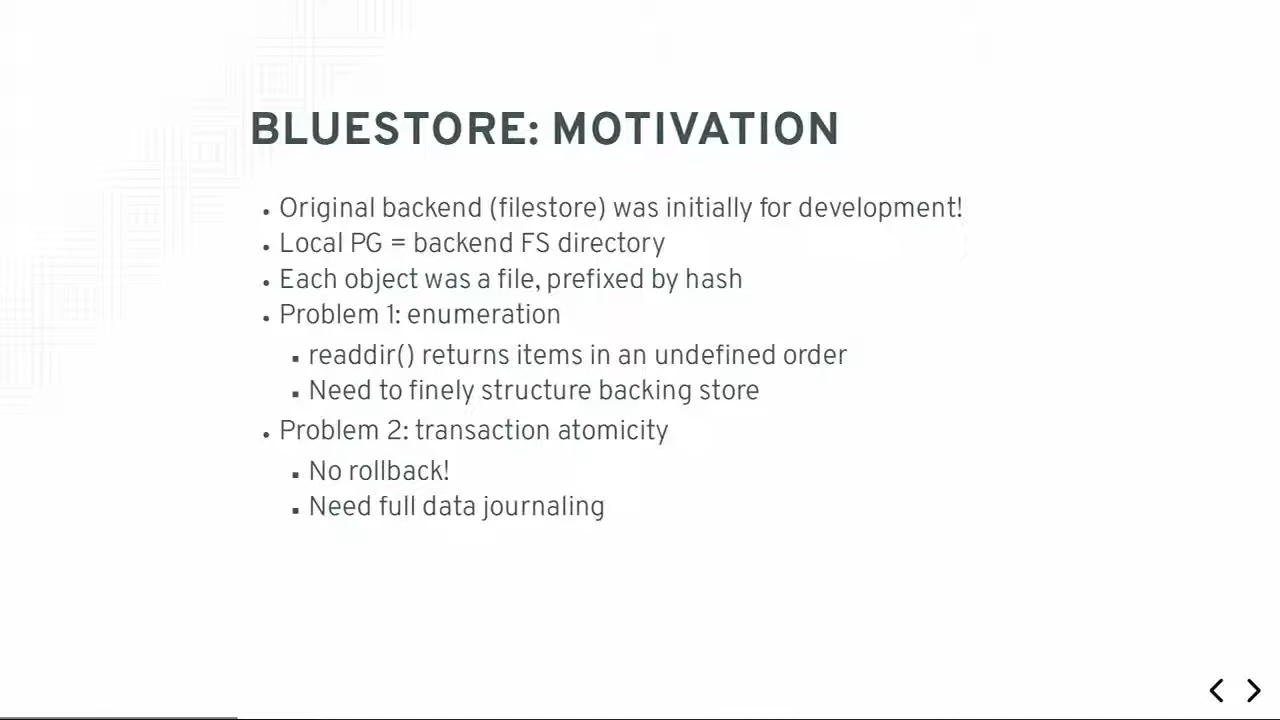 BLUESTORE: MOTIVATION
• Original backend (filestore) was initially for development!
• Local PG = backend FS directory
• Each object was a file, prefixed by hash
• Problem 1: enumeration
▪ readdir() returns items in an undefined order
▪ Need to finely structure backing store
• Problem 2: transaction atomicity
▪ No rollback!
▪ Need full data journaling